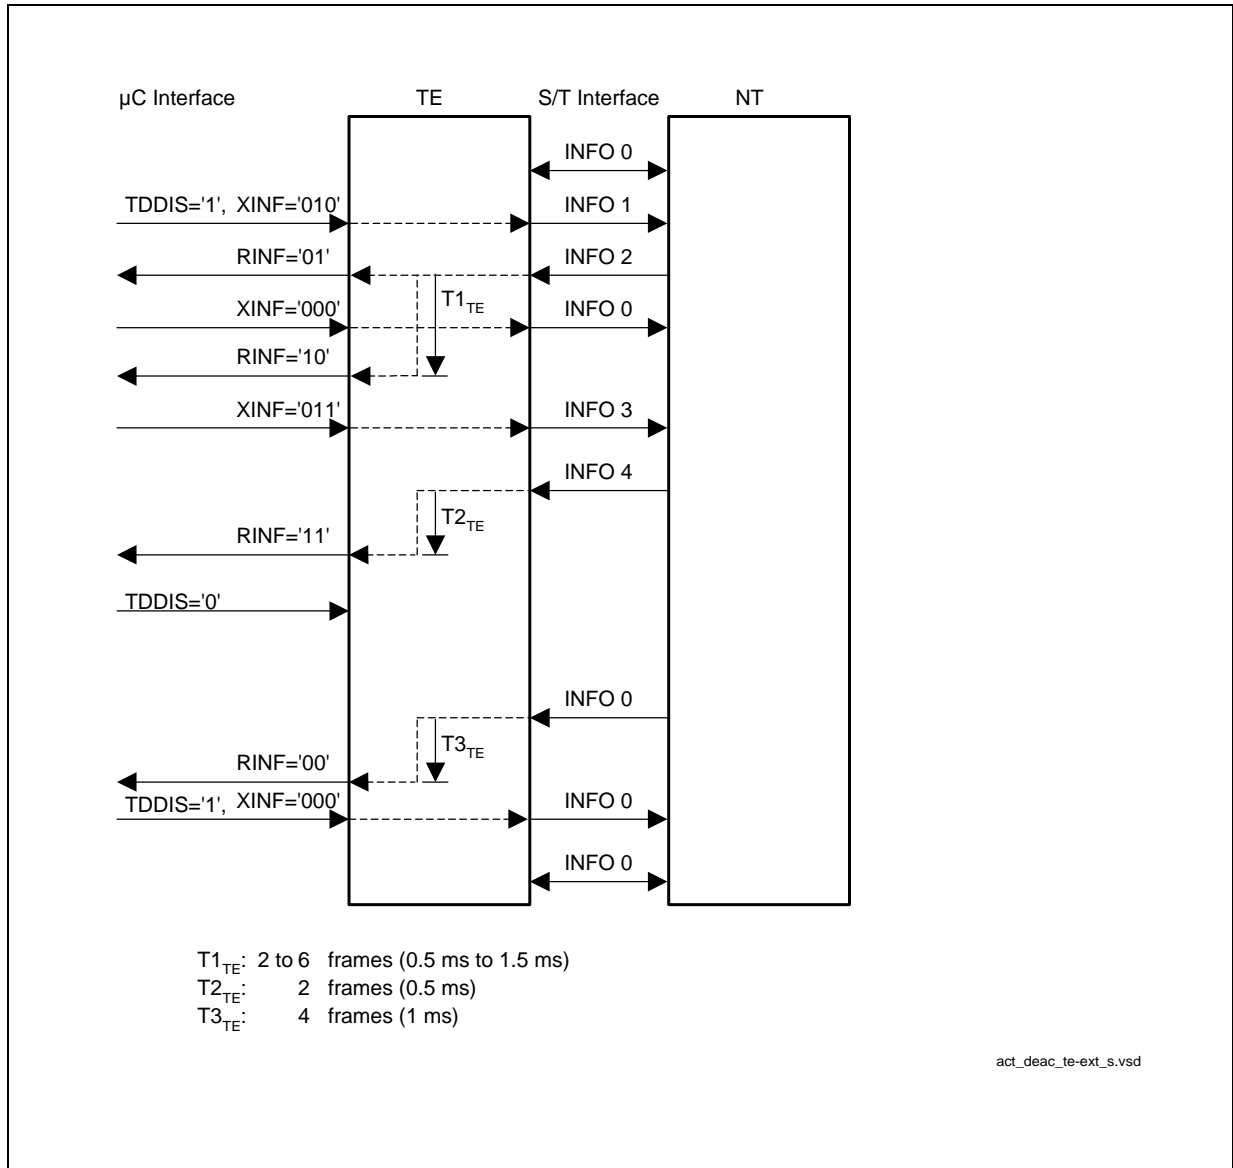 µC Interface TE S/T Interface NT
INFO 0
TDDIS='1', XINF='010' INFO 1
RINF='01' INFO 2
T1TE
XINF='000' INFO 0
RINF='10'
XINF='011' INFO 3
INFO 4
T2TE
RINF='11'
TDDIS='0'
INFO 0
T3TE
RINF='00'
TDDIS='1', XINF='000' INFO 0
INFO 0
T1TE: 2 to 6 frames (0.5 ms to 1.5 ms)
T2TE: 2 frames (0.5 ms)
T3TE: 4 frames (1 ms)
act_deac_te-ext_s.vsd